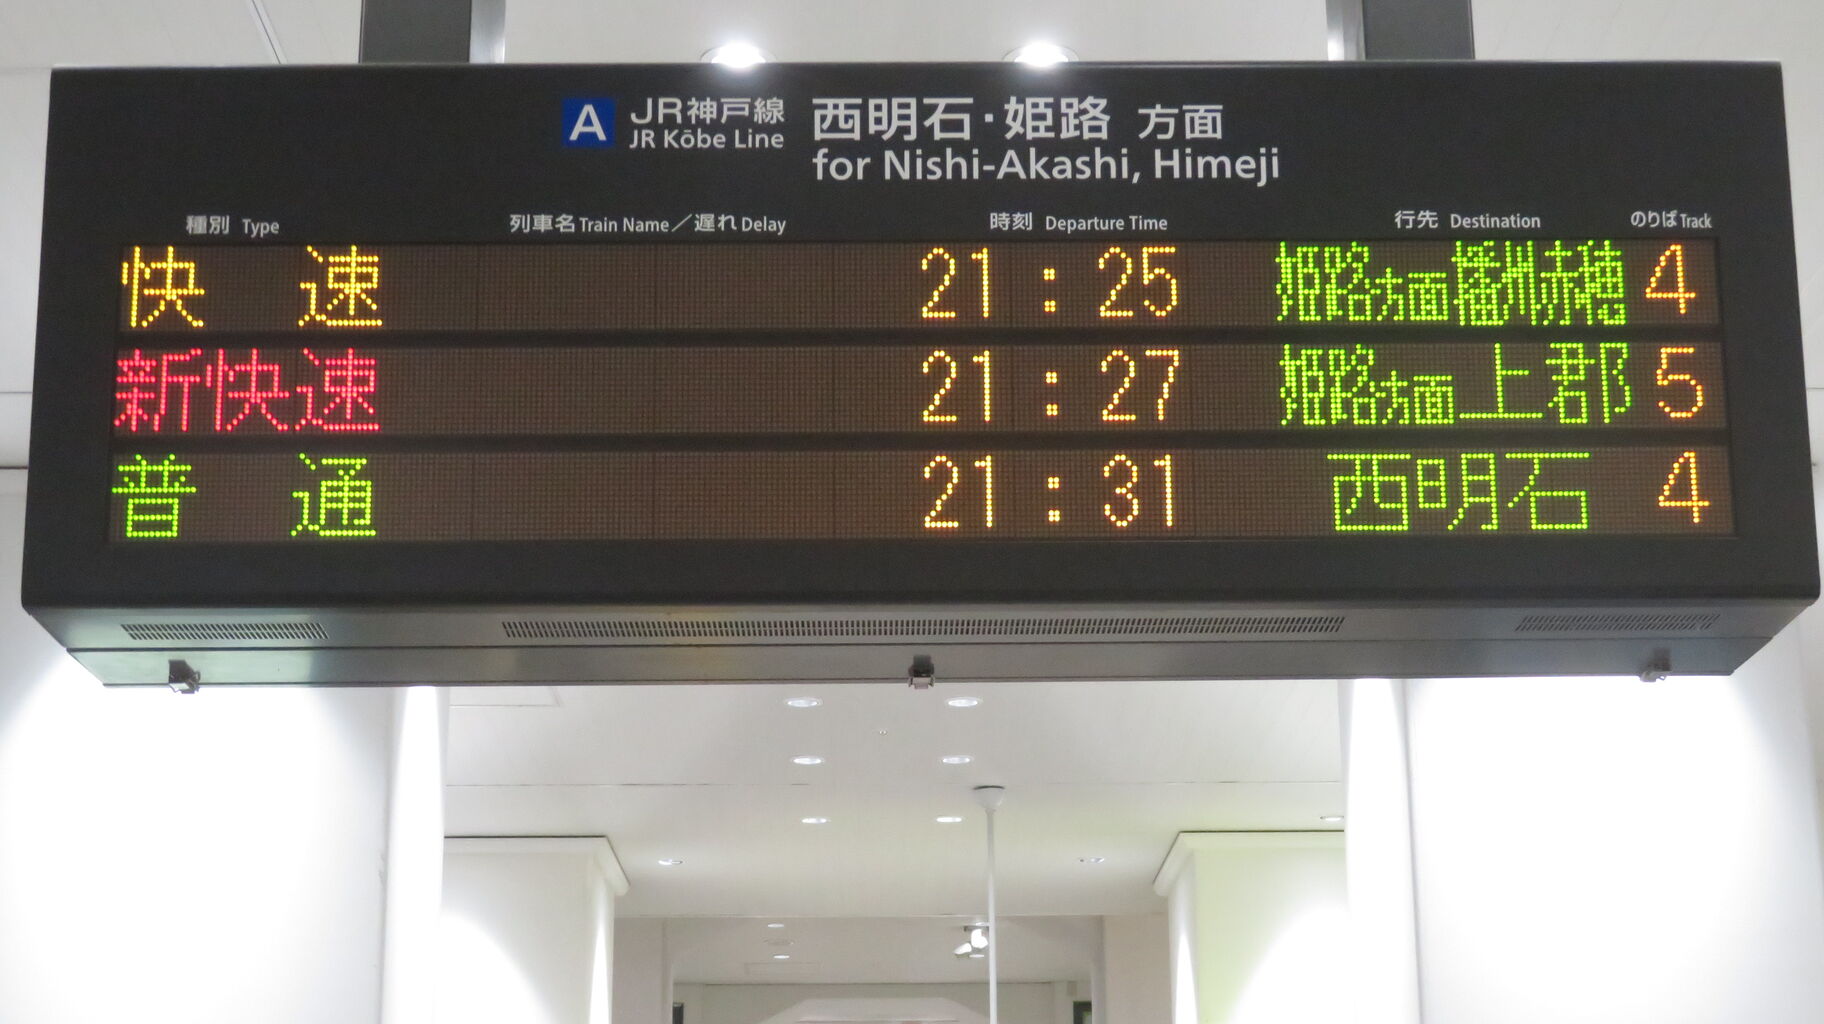 A JR神戸線 西明石・姫路 方面
JR Kōbe Line for Nishi-Akashi, Himeji
種別 Type 列車名 Train Name／遅れ Delay 時刻 Departure Time 行先 Destination のりば Track
快 速 21:25 姫路方面播州赤穂 4
新快速 21:27 姫路方面上郡 5
普 通 21:31 西明石 4